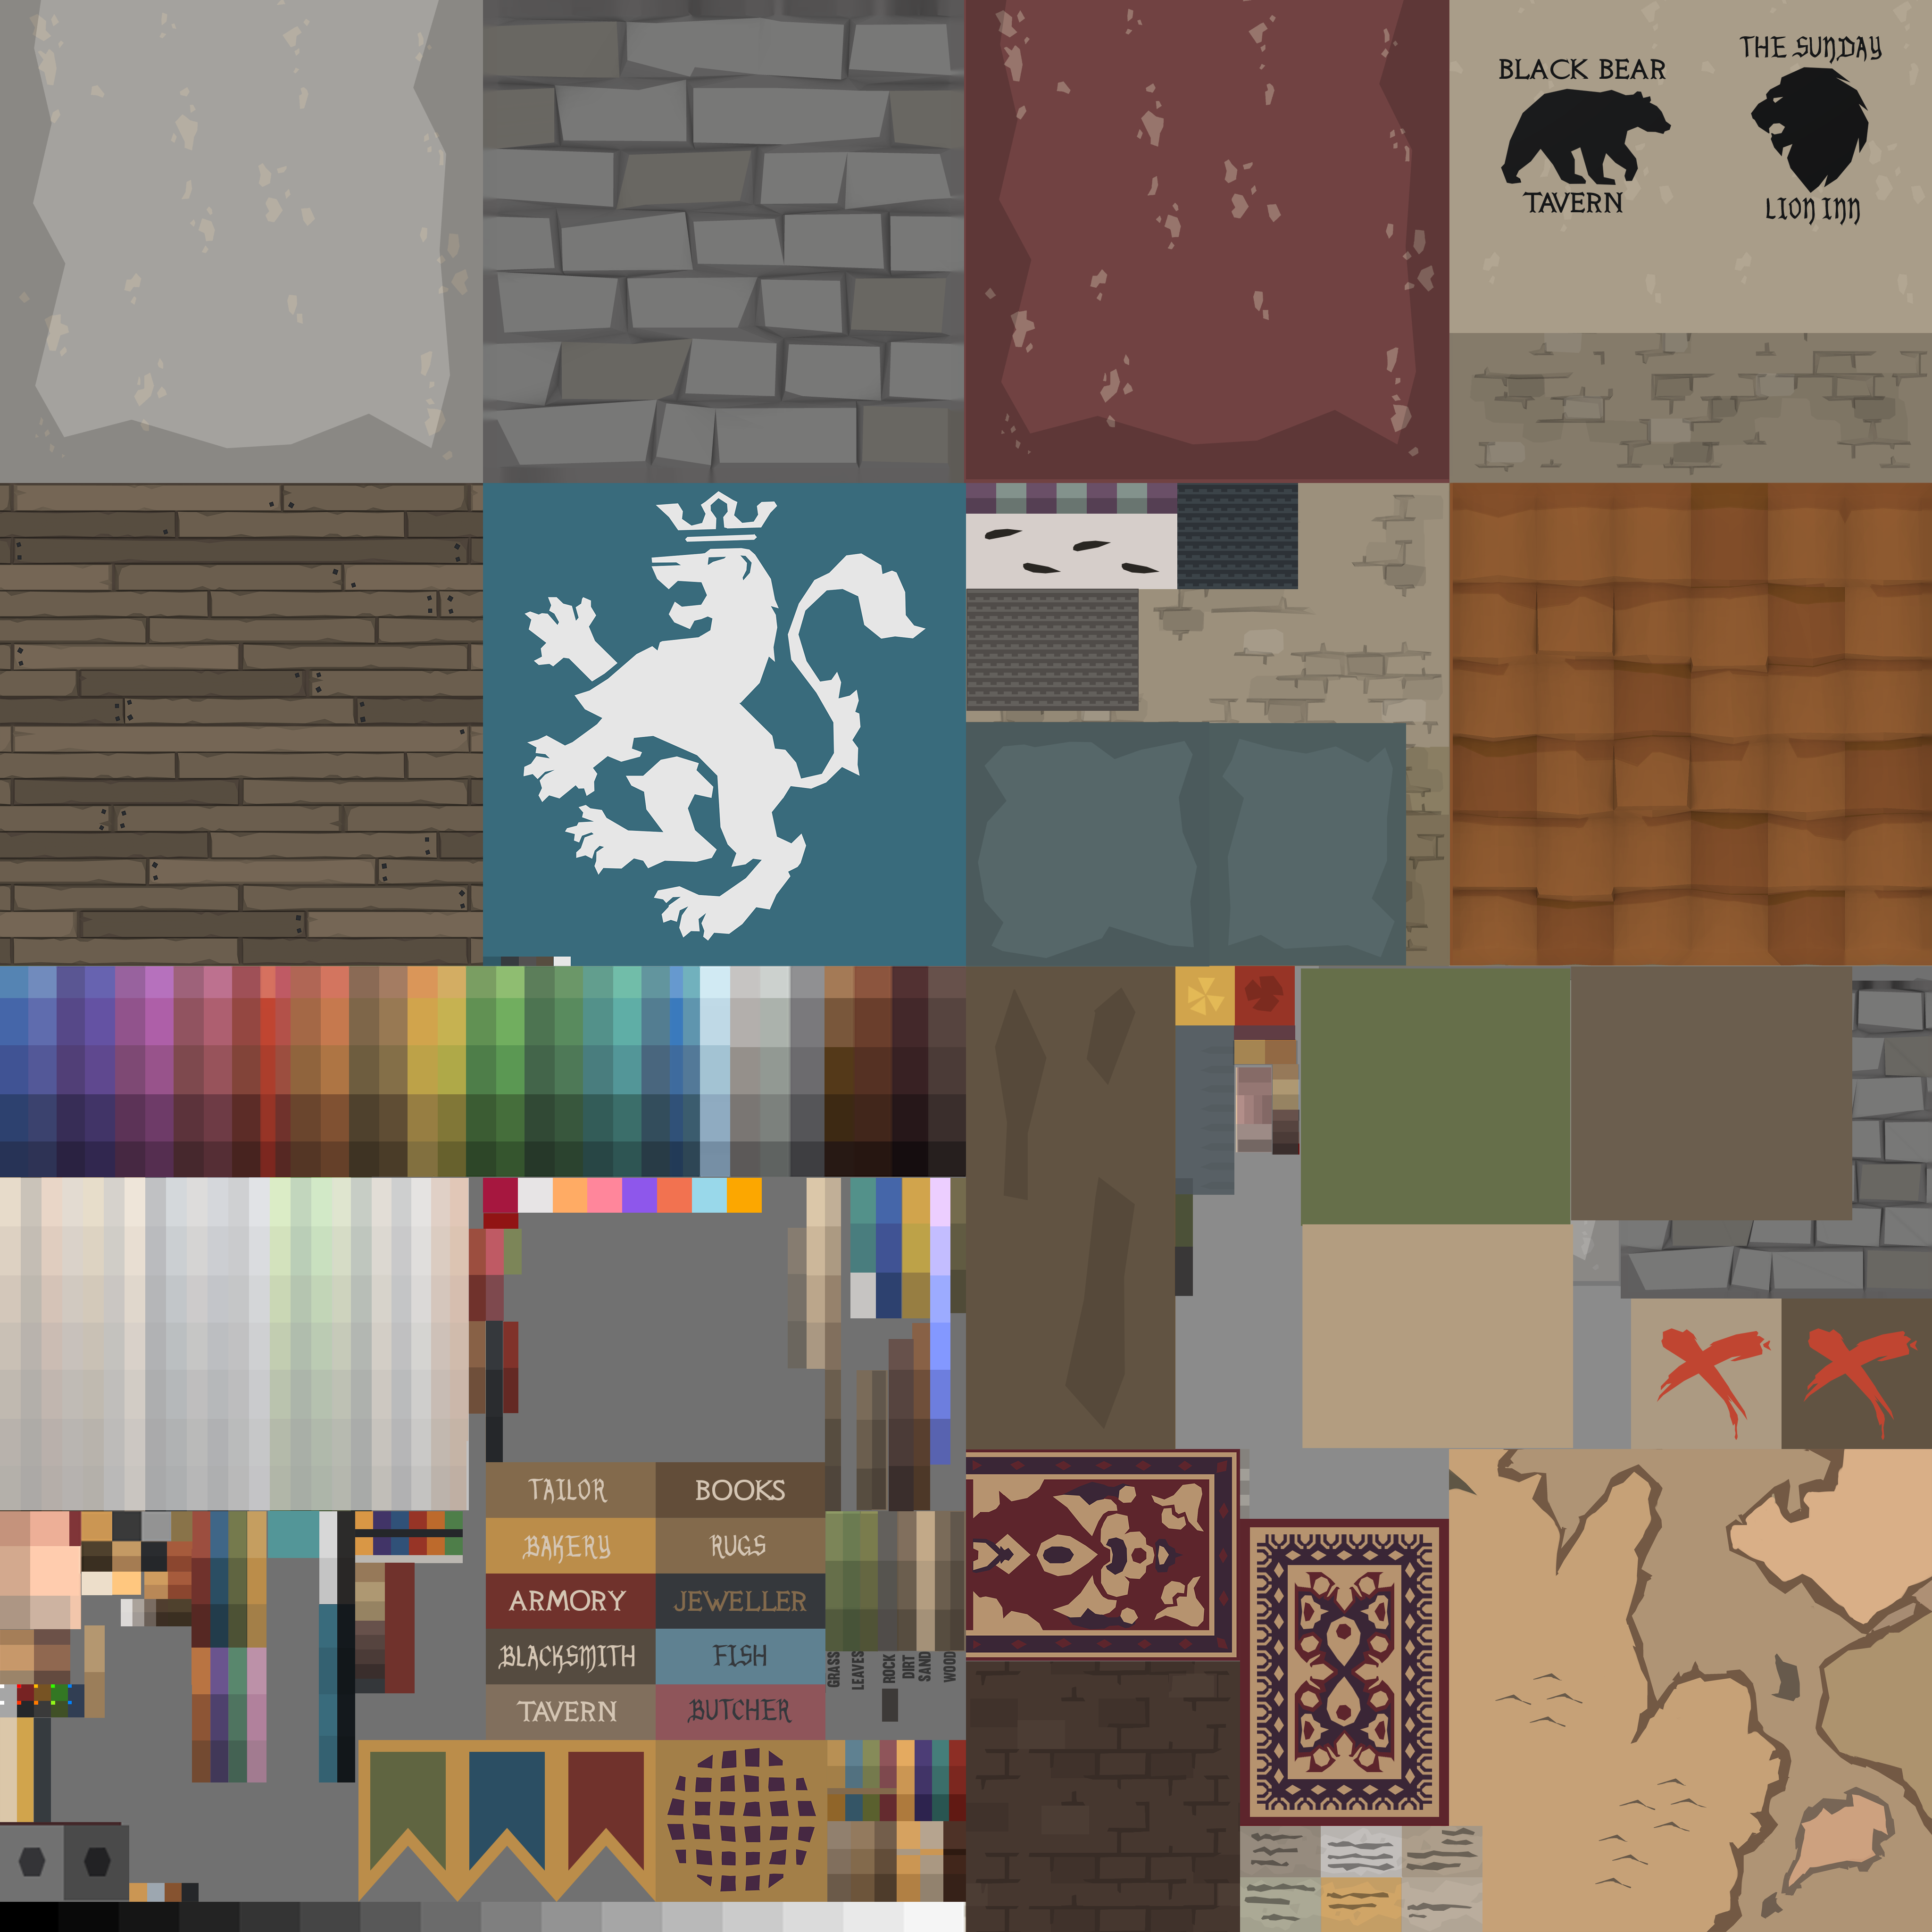 BLACK BEAR
TAVERN
THE SUNDAY
LION INN
TAILOR
BOOKS
BAKERY
RUGS
ARMORY
JEWELLER
BLACKSMITH
FISH
TAVERN
BUTCHER
GRASS
LEAVES
ROCK
DIRT
SAND
WOOD